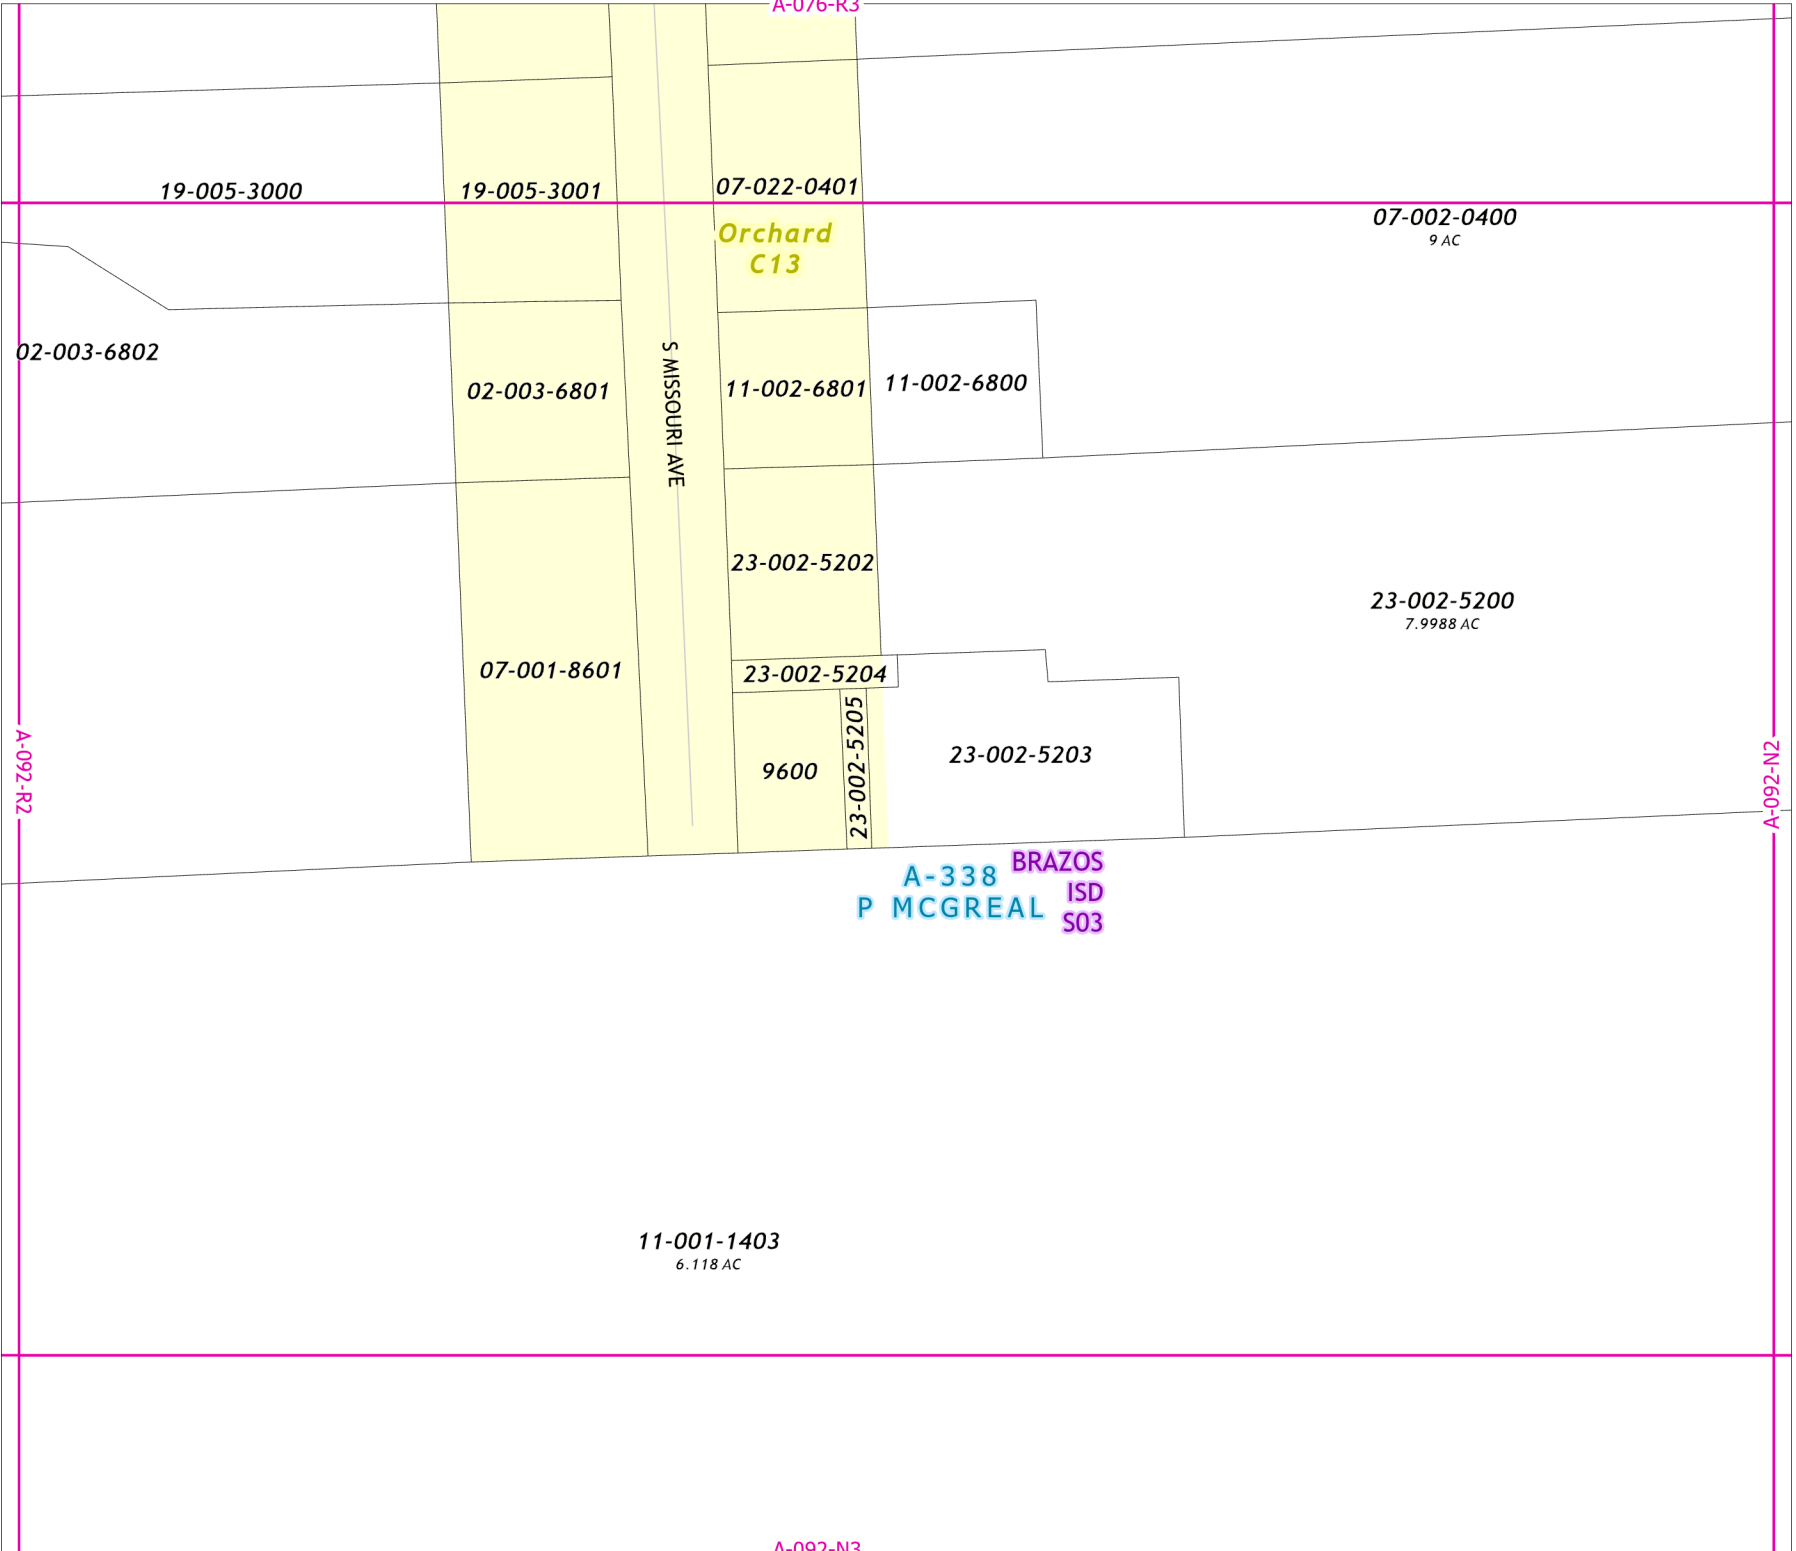 A-076-R3
19-005-3000
19-005-3001
07-022-0401
07-002-0400
9 AC
Orchard
C13
02-003-6802
02-003-6801
S MISSOURI AVE
11-002-6801
11-002-6800
23-002-5202
23-002-5200
7.9988 AC
07-001-8601
23-002-5204
23-002-5205
9600
23-002-5203
A-092-R2
A-092-N2
A-338
P MCGREAL
BRAZOS
ISD
S03
11-001-1403
6.118 AC
A-092-N3